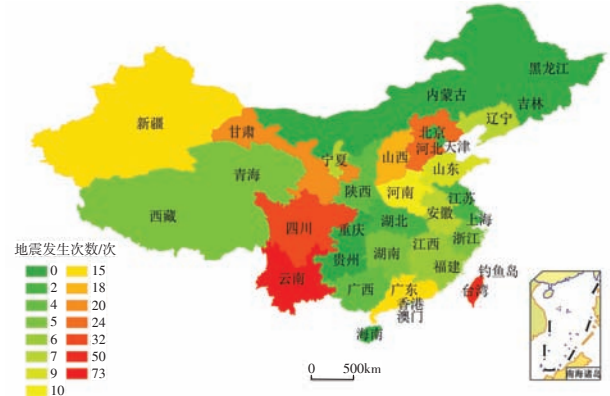 黑龙江
内蒙古
吉林
新疆
辽宁
北京
甘肃
河北
天津
宁夏
山西
山东
青海
陕西
河南
江苏
西藏
安徽
上海
四川
重庆
湖北
浙江
江西
湖南
贵州
福建
云南
钓鱼岛
广西
广东
台湾
香港
澳门
海南
地震发生次数/次
0 15
2 18
4 20
5 24
6 32
7 50
9 73
10
0 500km
南海诸岛